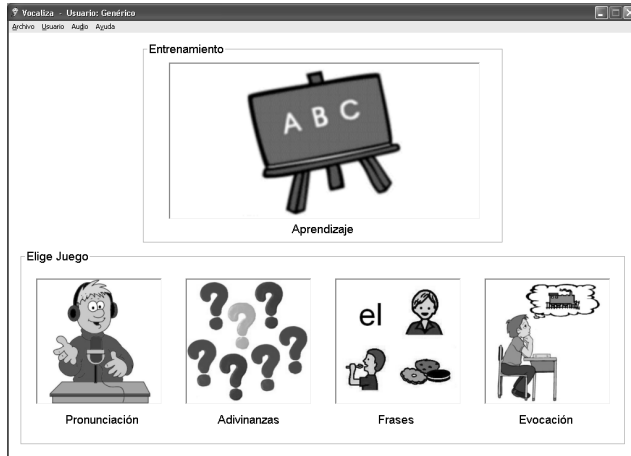 Vocaliza - Usuario: Genérico
Archivo Usuario Audio Ayuda
Entrenamiento
A B C
Aprendizaje
Elige Juego
el
Pronunciación Adivinanzas Frases Evocación